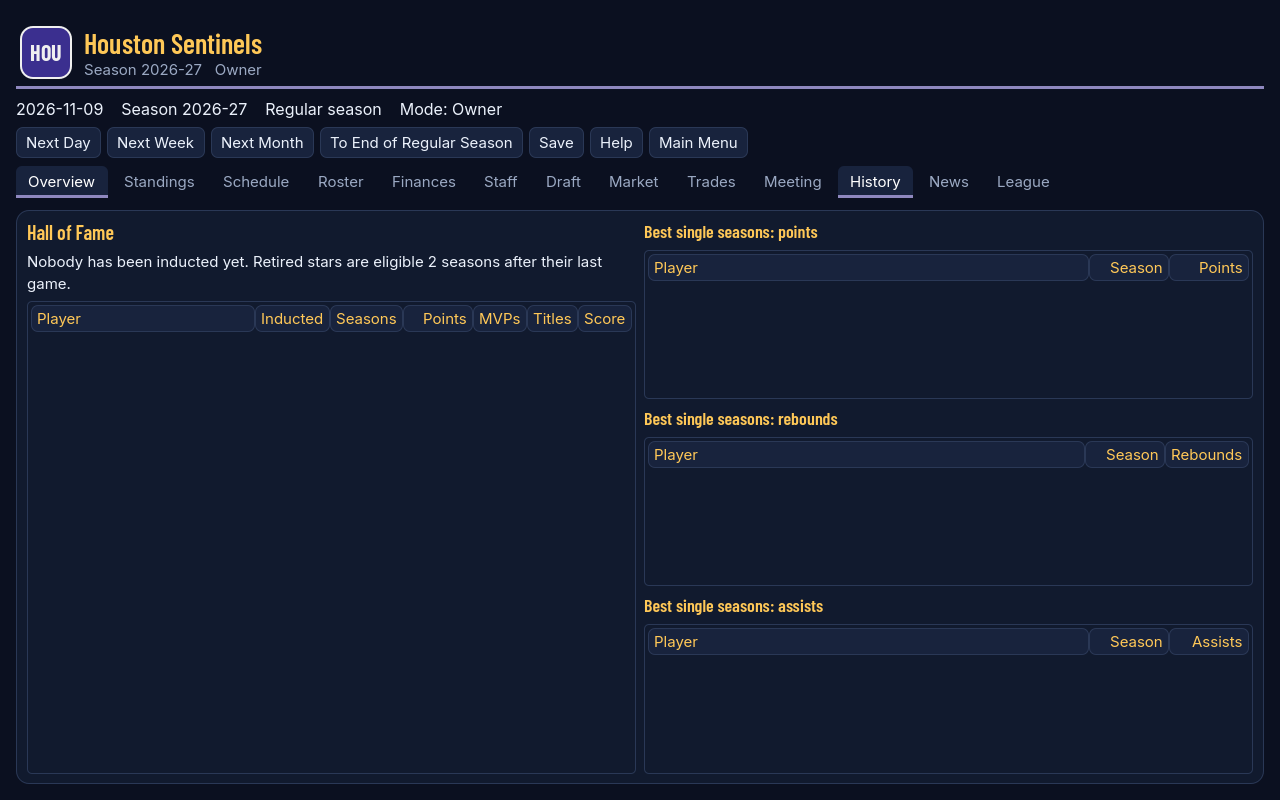 HOU
Houston Sentinels
Season 2026-27 Owner
2026-11-09 Season 2026-27 Regular season Mode: Owner
Next Day Next Week Next Month To End of Regular Season Save Help Main Menu
Overview Standings Schedule Roster Finances Staff Draft Market Trades Meeting History News League
Hall of Fame
Nobody has been inducted yet. Retired stars are eligible 2 seasons after their last
game.
Player Inducted Seasons Points MVPs Titles Score
Best single seasons: points
Player Season Points
Best single seasons: rebounds
Player Season Rebounds
Best single seasons: assists
Player Season Assists